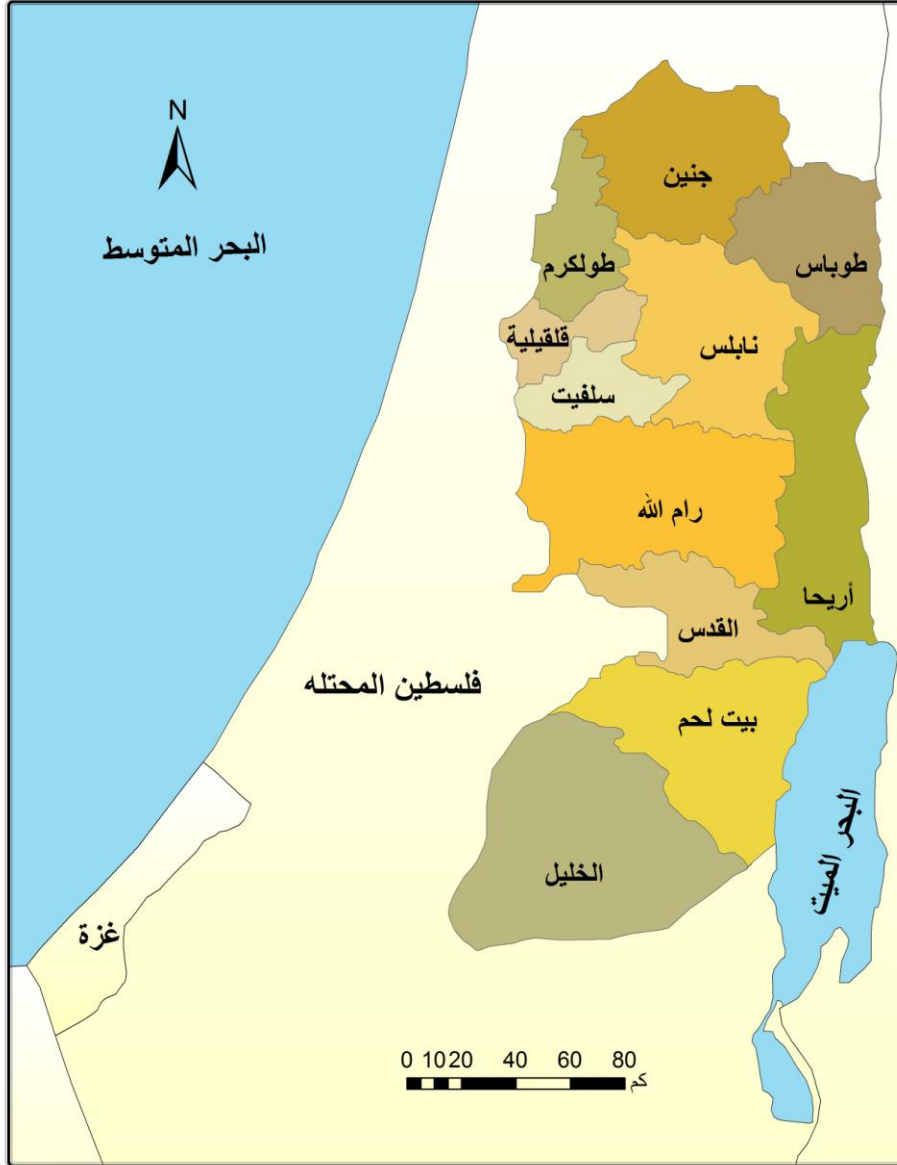 N
البحر المتوسط
جنين
طوباس
طولكرم
قلقيلية
نابلس
سلفيت
رام الله
أريحا
القدس
فلسطين المحتله
بيت لحم
البحر الميت
الخليل
غزة
0 10 20 40 60 80
كم